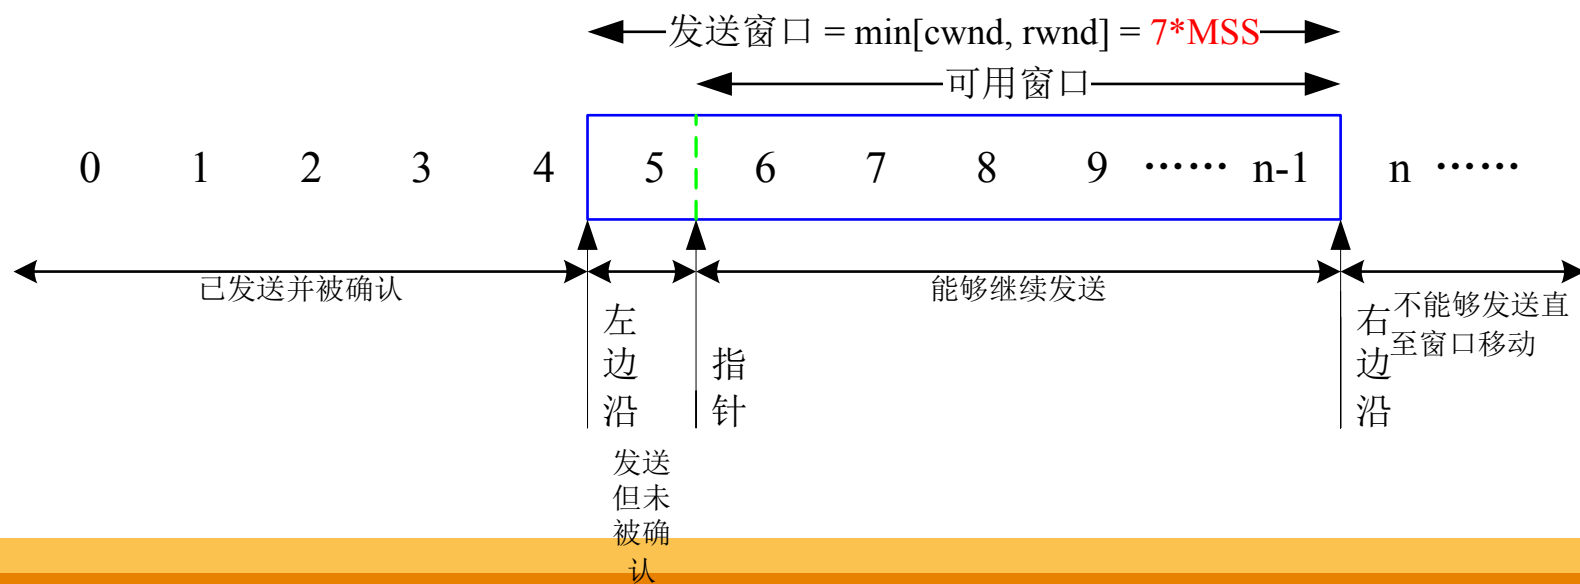 发送窗口 = min[cwnd, rwnd] = 7*MSS
可用窗口
0 1 2 3 4 5 6 7 8 9 …… n-1 n ……
已发送并被确认
能够继续发送
不能够发送直
至窗口移动
左
边
沿
指
针
右
边
沿
发送
但未
被确
认